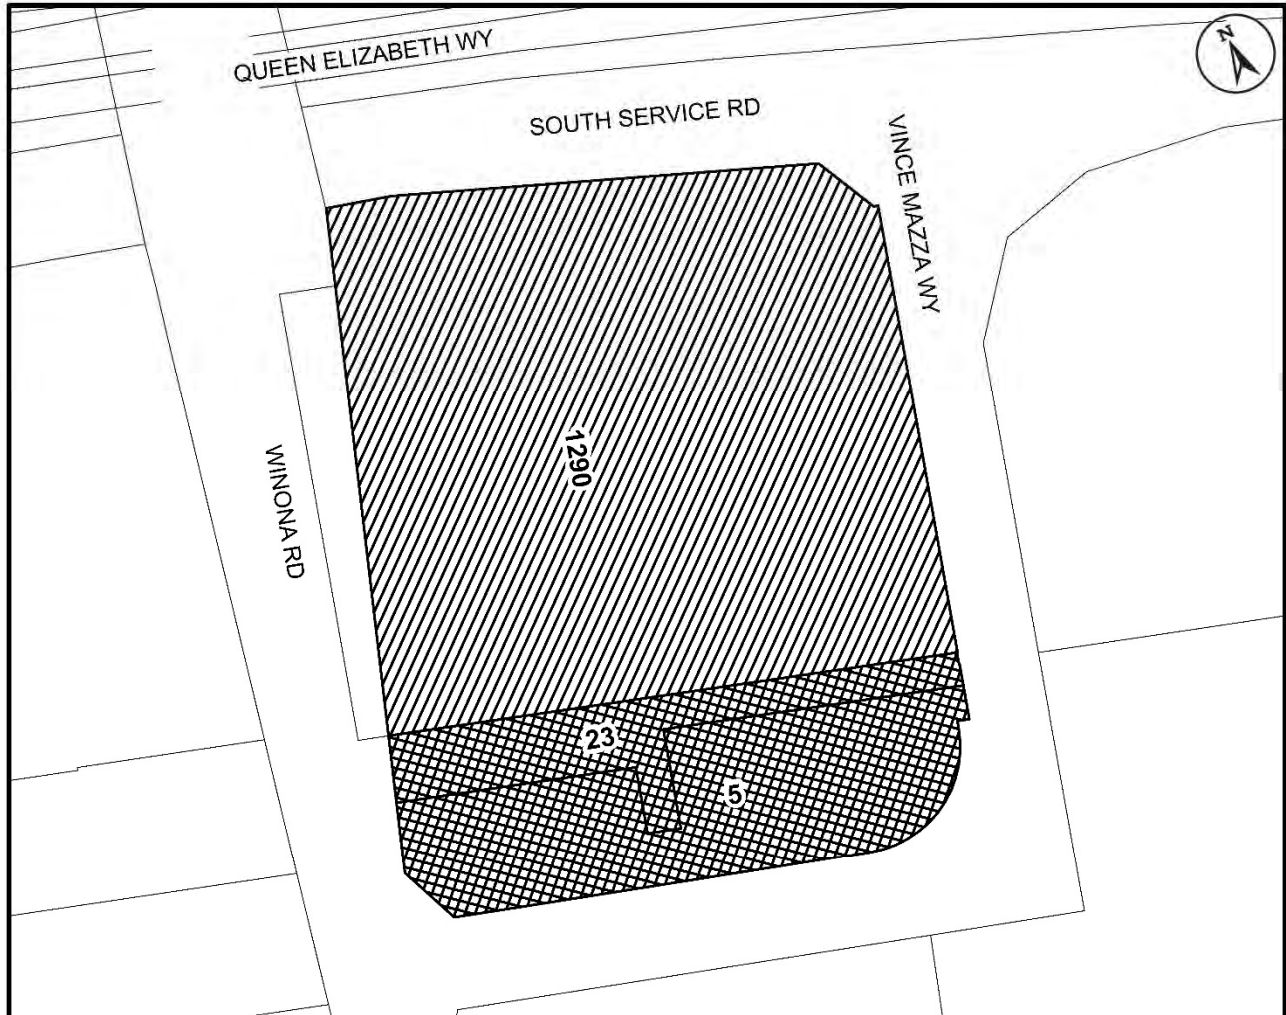 QUEEN ELIZABETH WY
N
SOUTH SERVICE RD
VINCE MAZZA WY
1290
WINONA RD
23
5